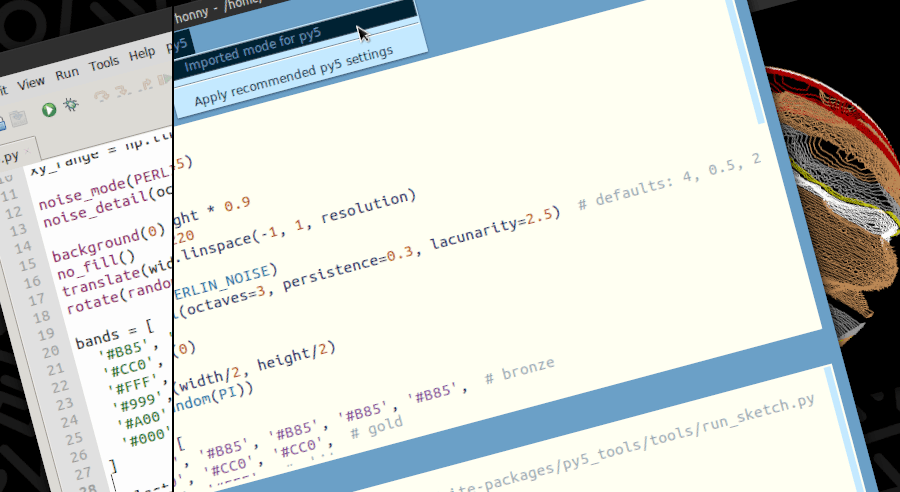 honny - /home/
py5
Imported mode for py5
Apply recommended py5 settings
it View Run Tools Help
.py
10 xy_range = np.
11
12 noise_mode(PERL
13 noise_detail(oc
14
15 background(0)
16 no_fill()
17 translate(wid
18 rotate(rando
19
20 bands = [
21 '#B85',
22 '#CC0',
23 '#FFF'
24 '#999',
25 '#A00'
26 '#000'
27 ]
28
5)
ght * 0.9
120
.linspace(-1, 1, resolution)
ERLIN_NOISE)
l(octaves=3, persistence=0.3, lacunarity=2.5) # defaults: 4, 0.5, 2
(0)
(width/2, height/2)
andom(PI))
[
'#B85', '#B85', '#B85', '#B85', # bronze
'#CC0', '#CC0', # gold
ite-packages/py5_tools/tools/run_sketch.py